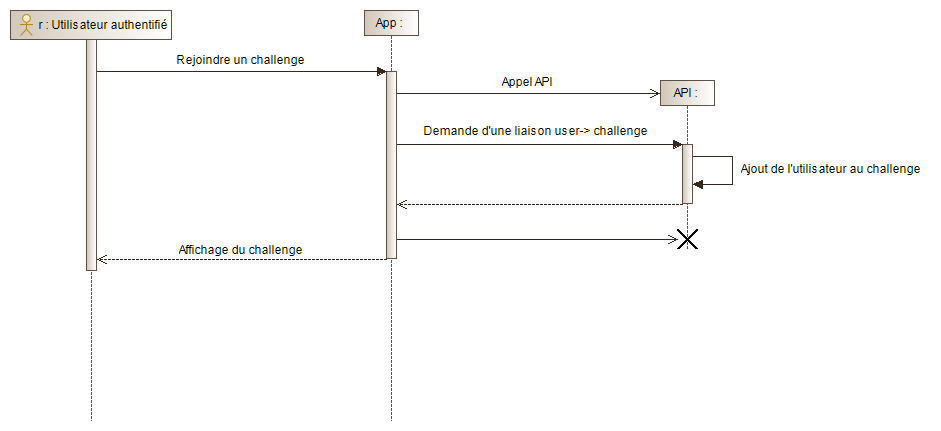 r : Utilisateur authentifié
App :
Rejoindre un challenge
Appel API
API :
Demande d'une liaison user-> challenge
Ajout de l'utilisateur au challenge
Affichage du challenge